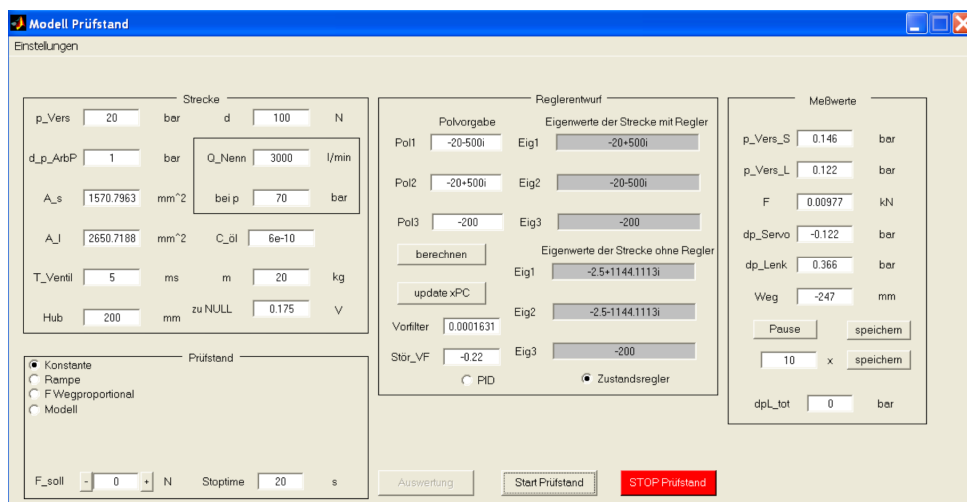 Modell Prüfstand
Einstellungen
Strecke
p_Vers 20 bar d 100 N
d_p_ArbP 1 bar Q_Nenn 3000 l/min
A_s 1570.7963 mm^2 bei p 70 bar
A_l 2650.7188 mm^2 C_öl 6e-10
T_Ventil 5 ms m 20 kg
Hub 200 mm zu NULL 0.175 V
Prüfstand
Konstante
Rampe
F Wegproportional
Modell
F_soll - 0 + N Stoptime 20 s
Reglerentwurf
Polvorgabe Eigenwerte der Strecke mit Regler
Pol1 -20-500i Eig1 -20+500i
Pol2 -20+500i Eig2 -20-500i
Pol3 -200 Eig3 -200
berechnen Eigenwerte der Strecke ohne Regler
Eig1 -2.5+1144.1113i
update xPC
Eig2 -2.5-1144.1113i
Vorfilter 0.0001631
Stör_VF -0.22 Eig3 -200
PID Zustandsregler
Meßwerte
p_Vers_S 0.146 bar
p_Vers_L 0.122 bar
F 0.00977 kN
dp_Servo -0.122 bar
dp_Lenk 0.366 bar
Weg -247 mm
Pause speichern
10 x speichern
dpL_tot 0 bar
Auswertung Start Prüfstand STOP Prüfstand